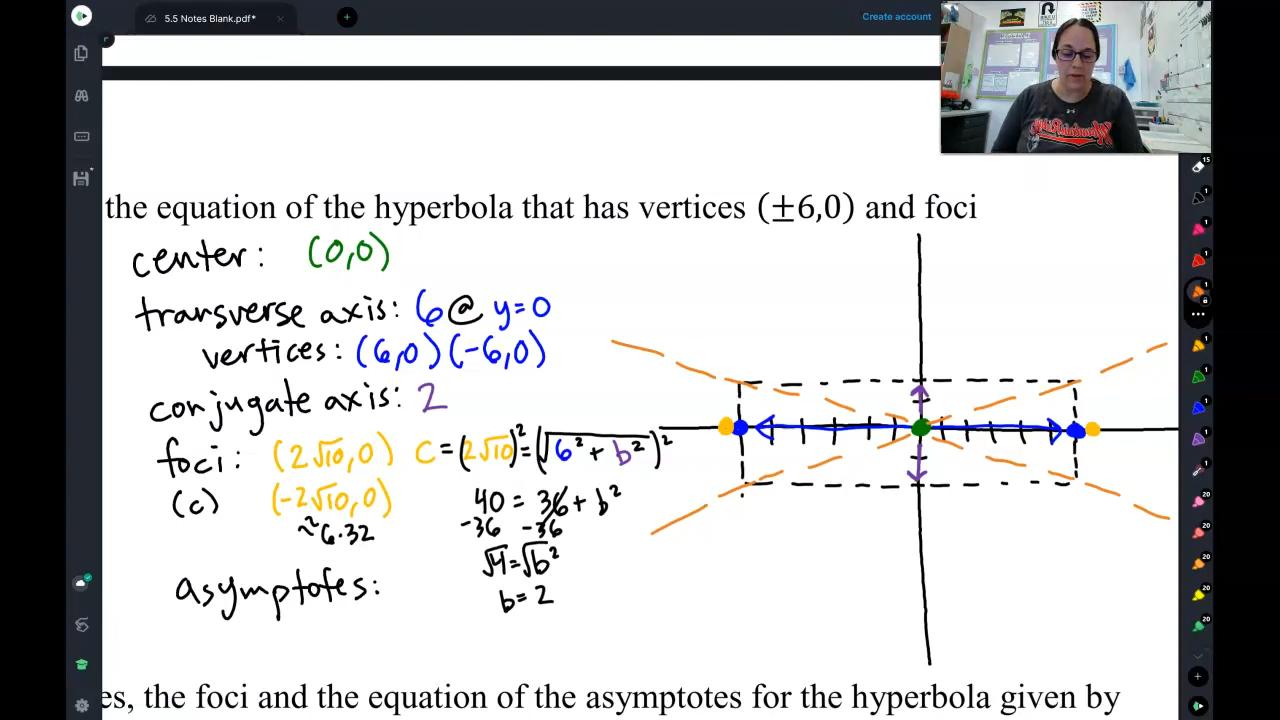 5.5 Notes Blank.pdf*
Create account
the equation of the hyperbola that has vertices (±6,0) and foci
center: (0,0)
transverse axis: 6 @ y=0
vertices: (6,0) (-6,0)
conjugate axis: 2
foci: (2√10,0) C = (2√10)² = (√6² + b²)²
(c) (-2√10,0) 40 = 36 + b²
≈6.32 -36 -36
√4 = √b²
asymptotes: b = 2
es, the foci and the equation of the asymptotes for the hyperbola given by